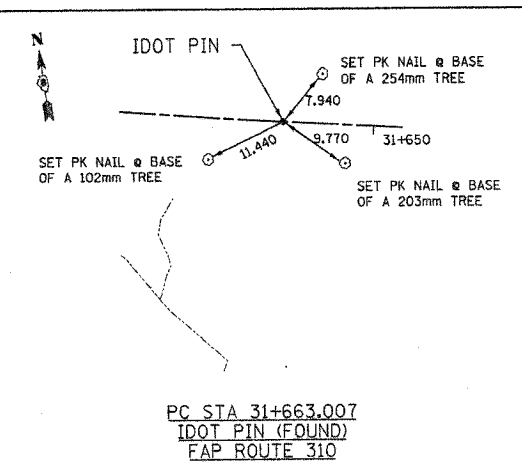 N
IDOT PIN
SET PK NAIL @ BASE
OF A 254mm TREE
7.940
31+650
9.770
11.440
SET PK NAIL @ BASE
OF A 102mm TREE
SET PK NAIL @ BASE
OF A 203mm TREE
PC STA 31+663.007
IDOT PIN (FOUND)
FAP ROUTE 310